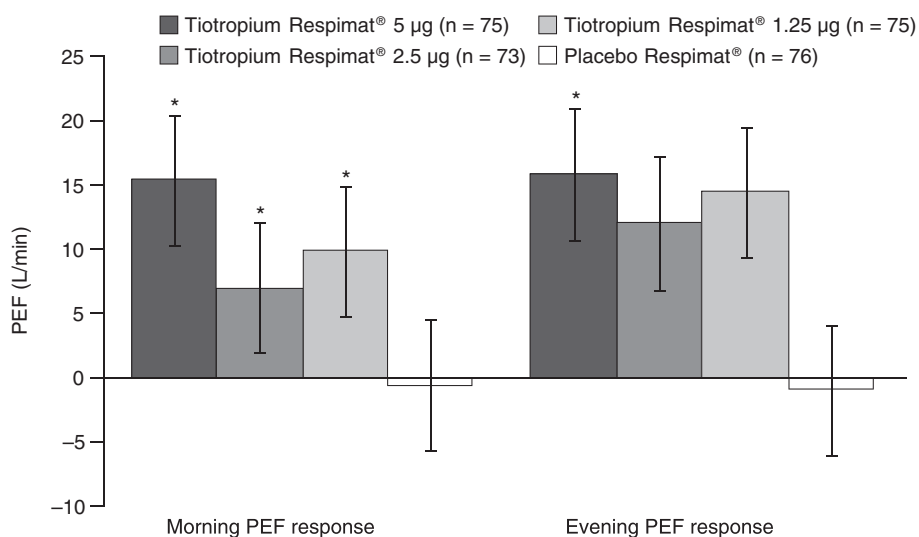 Tiotropium Respimat® 5 µg (n = 75) Tiotropium Respimat® 1.25 µg (n = 75)
Tiotropium Respimat® 2.5 µg (n = 73) Placebo Respimat® (n = 76)
25
20
15
10
5
0
–5
–10
PEF (L/min)
*
*
*
*
Morning PEF response
Evening PEF response